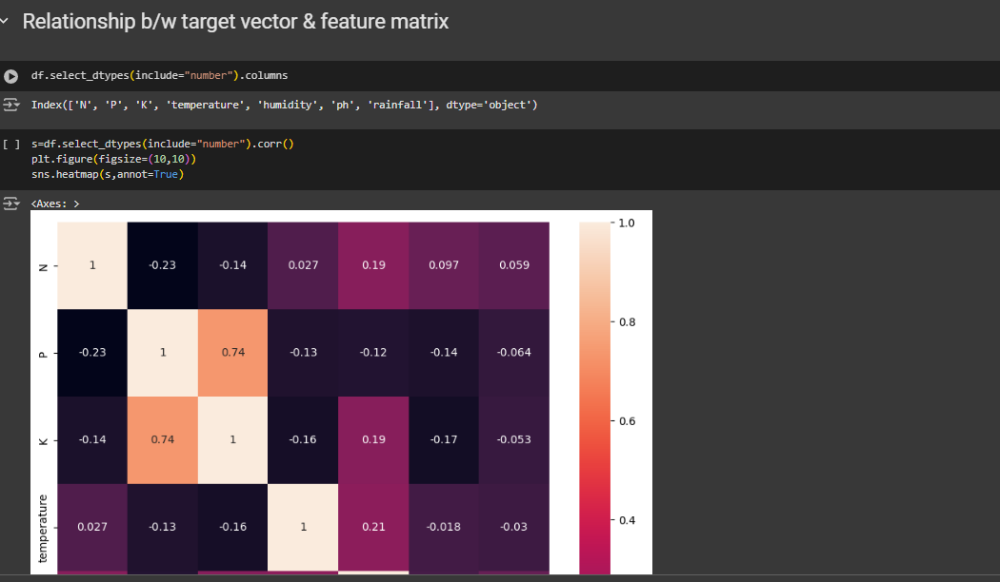 Relationship b/w target vector & feature matrix
df.select_dtypes(include="number").columns
Index(['N', 'P', 'K', 'temperature', 'humidity', 'ph', 'rainfall'], dtype='object')
[ ] s=df.select_dtypes(include="number").corr()
plt.figure(figsize=(10,10))
sns.heatmap(s,annot=True)
<Axes: >
1.0
N 1 -0.23 -0.14 0.027 0.19 0.097 0.059
0.8
P -0.23 1 0.74 -0.13 -0.12 -0.14 -0.064
0.6
K -0.14 0.74 1 -0.16 0.19 -0.17 -0.053
0.4
temperature 0.027 -0.13 -0.16 1 0.21 -0.018 -0.03